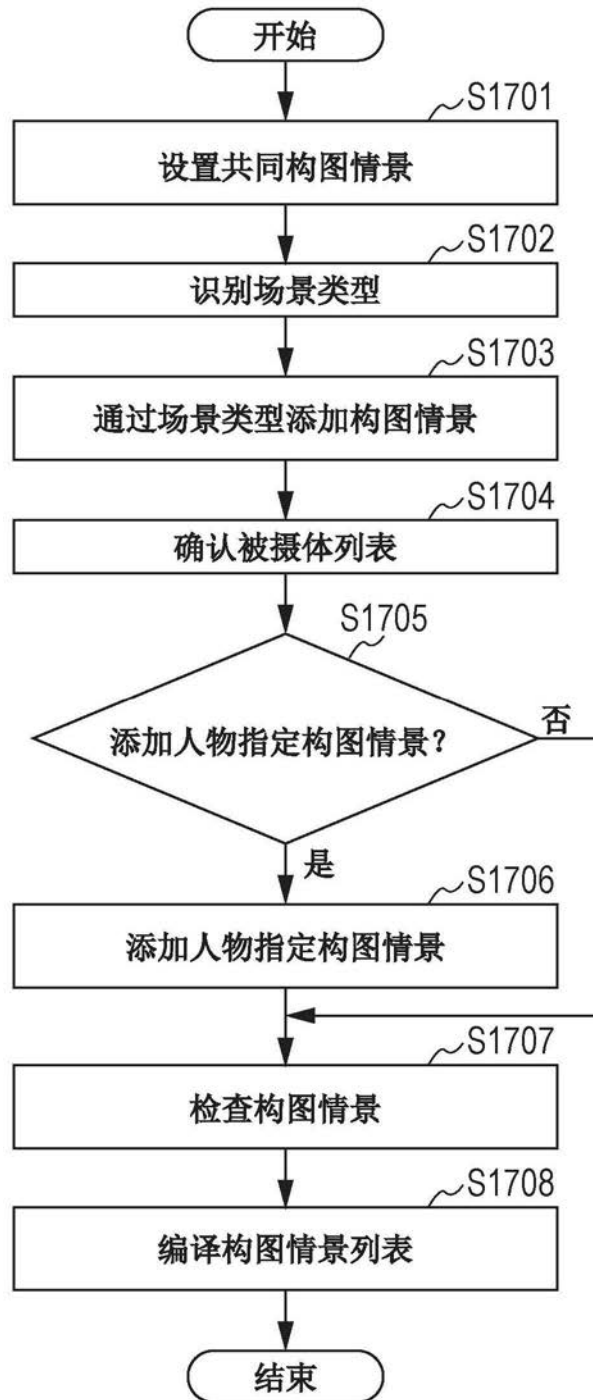 开始
S1701
设置共同构图情景
S1702
识别场景类型
S1703
通过场景类型添加构图情景
S1704
确认被摄体列表
S1705
添加人物指定构图情景?
否
是
S1706
添加人物指定构图情景
S1707
检查构图情景
S1708
编译构图情景列表
结束